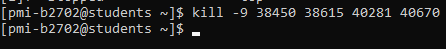 [pmi-b2702@students ~]$ kill -9 38450 38615 40281 40670
[pmi-b2702@students ~]$